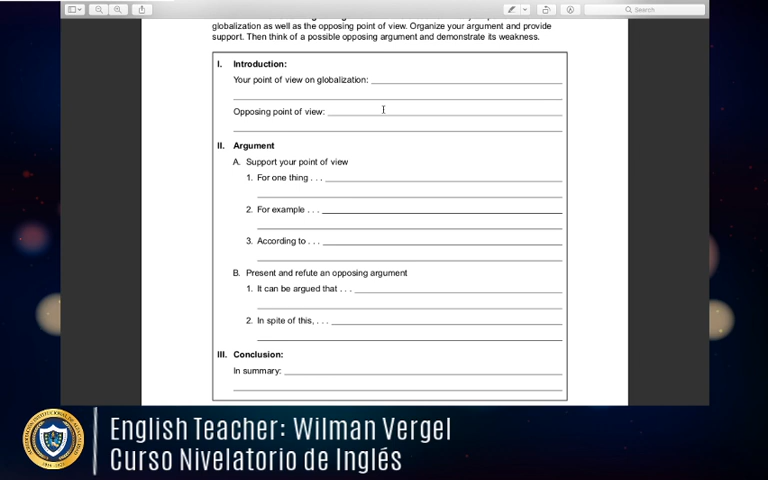 Search
globalization as well as the opposing point of view. Organize your argument and provide
support. Then think of a possible opposing argument and demonstrate its weakness.
I. Introduction:
Your point of view on globalization:
Opposing point of view:
II. Argument
A. Support your point of view
1. For one thing . . .
2. For example . . .
3. According to . . .
B. Present and refute an opposing argument
1. It can be argued that . . .
2. In spite of this, . . .
III. Conclusion:
In summary:
English Teacher: Wilman Vergel
Curso Nivelatorio de Inglés